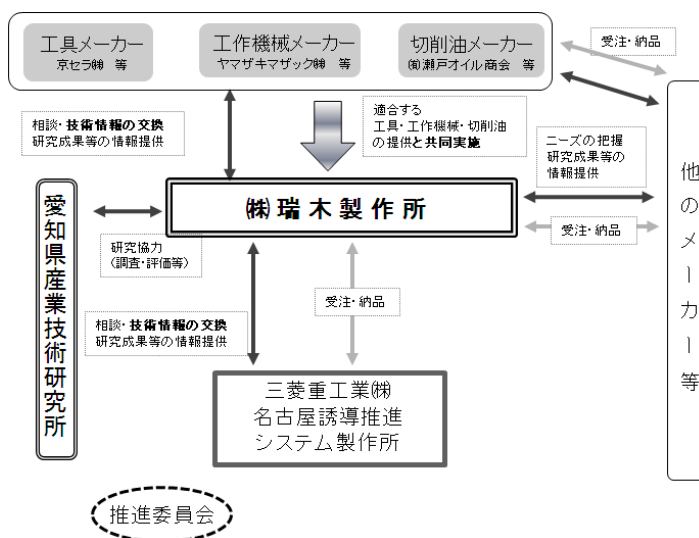 工具メーカー
京セラ㈱ 等
工作機械メーカー
ヤマザキマザック㈱ 等
切削油メーカー
㈲瀬戸オイル商会 等
受注・納品
相談・技術情報の交換
研究成果等の情報提供
適合する
工具・工作機械・切削油
の提供と共同実施
ニーズの把握
研究成果等の
情報提供
㈱瑞木製作所
受注・納品
他のメーカー等
愛知県産業技術研究所
研究協力
（調査・評価等）
相談・技術情報の交換
研究成果等の情報提供
受注・納品
三菱重工業㈱
名古屋誘導推進
システム製作所
推進委員会